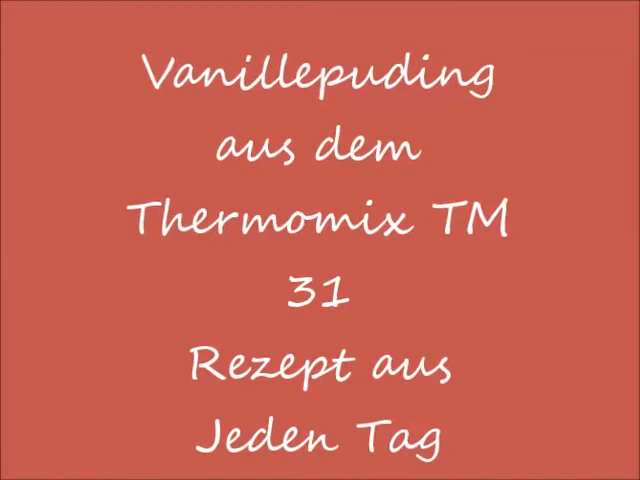 Vanillepuding
aus dem
Thermomix TM
31
Rezept aus
Jeden Tag